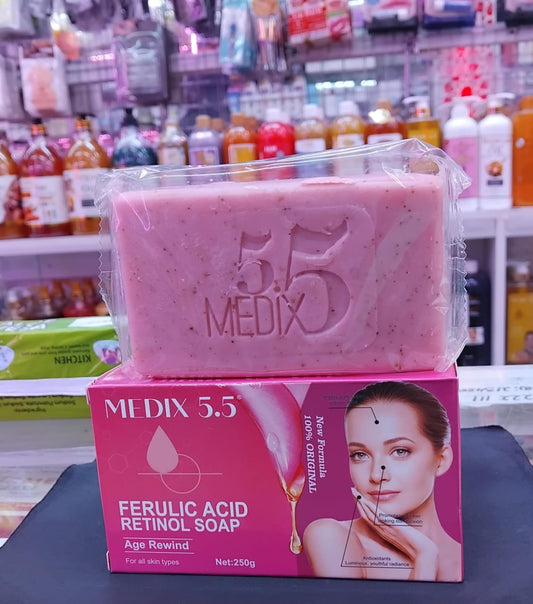 5.5
MEDIX
KITCHEN
MEDIX 5.5®
New Formula
100% ORIGINAL
FERULIC ACID
RETINOL SOAP
Age Rewind
For all skin types
Net:250g
Antioxidants
Luminous, youthful radiance